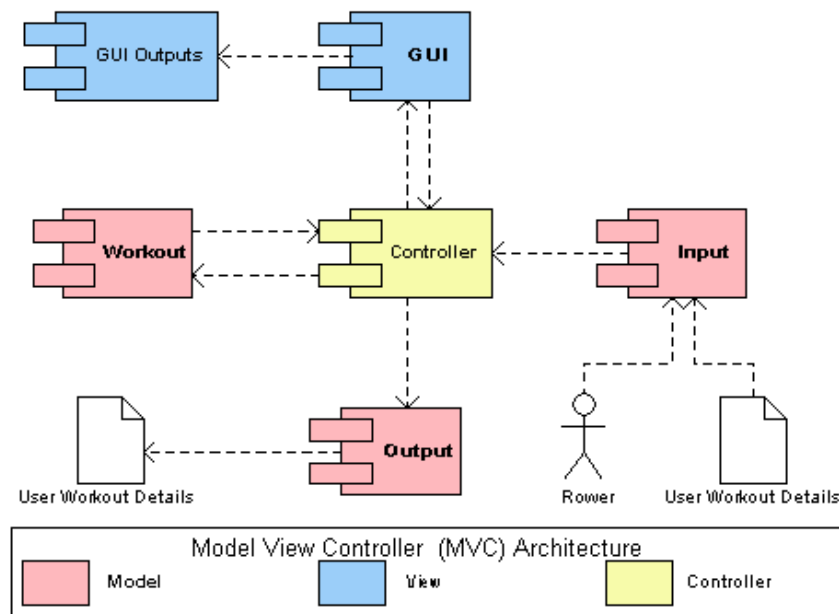 GUI Outputs
GUI
Workout
Controller
Input
Output
User Workout Details
Rower
User Workout Details
Model View Controller (MVC) Architecture
Model
View
Controller